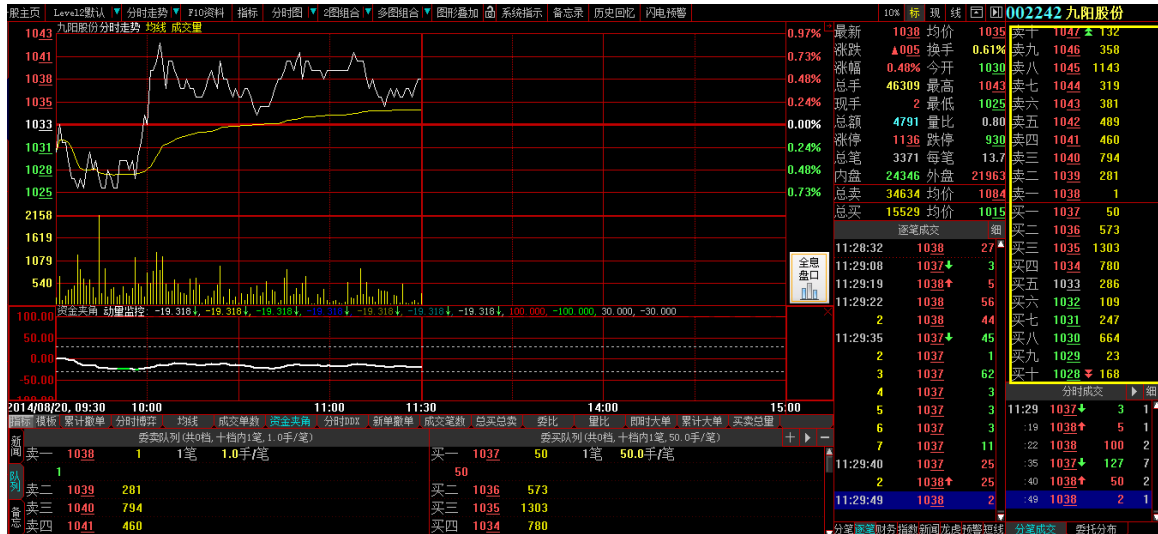 股主页 Level2默认 ▼ 分时走势 ▼ F10资料 指标 分时图 ▼ 2图组合 ▼ 多图组合 ▼ 图形叠加 系统指示 备忘录 历史回忆 闪电预警 10% 标 现 线 002242 九阳股份
九阳股份分时走势 均线 成交量
1043 0.97%
1041 0.73%
1038 0.48%
1035 0.24%
1033 0.00%
1031 0.24%
1028 0.48%
1025 0.73%
2158
1619
1079
540
全息
盘口
资金夹角 动量监控: -19.318↓, -19.318↓, -19.318↓, -19.318↓, -19.318↓, -19.318↓, -19.318↓, 100.000, -100.000, 30.000, -30.000
100.00
50.00
0.00
-50.00
-100.00
2014/08/20, 09:30 10:00 11:00 11:30 14:00 15:00
指标 模板 累计撤单 分时博弈 均线 成交单数 资金夹角 分时DDX 新单撤单 成交笔数 总买总卖 委比 量比 即时大单 累计大单 买卖总量
新闻
队列
备忘
委卖队列(共0档, 十档内1笔, 1.0手/笔) 委买队列(共0档, 十档内1笔, 50.0手/笔) + ▶ −
卖一 1038 1 1笔 1.0手/笔 买一 1037 50 1笔 50.0手/笔
1 50
卖二 1039 281 买二 1036 573
卖三 1040 794 买三 1035 1303
卖四 1041 460 买四 1034 780
最新 1038 均价 1035
涨跌 ▲005 换手 0.61%
涨幅 0.48% 今开 1030
总手 46309 最高 1043
现手 2 最低 1025
总额 4791 量比 0.80
涨停 1136 跌停 930
总笔 3371 每笔 13.7
内盘 24346 外盘 21963
总卖 34634 均价 1084
总买 15529 均价 1015
逐笔成交 细
11:28:32 1038 27
11:29:08 1037↓ 3
11:29:19 1038↑ 5
11:29:22 1038 56
2 1038 44
11:29:35 1037↓ 45
2 1037 1
3 1037 62
4 1037 3
5 1037 3
6 1037 3
7 1037 11
11:29:40 1037 25
2 1038↑ 25
11:29:49 1038 2
分笔 逐笔 财务 指数 新闻 龙虎 预警 短线
卖十 1047 132
卖九 1046 358
卖八 1045 1143
卖七 1044 319
卖六 1043 381
卖五 1042 489
卖四 1041 460
卖三 1040 794
卖二 1039 281
卖一 1038 1
买一 1037 50
买二 1036 573
买三 1035 1303
买四 1034 780
买五 1033 286
买六 1032 109
买七 1031 247
买八 1030 664
买九 1029 23
买十 1028 168
分时成交 ▶ 细
11:29 1037↓ 3 1
:19 1038↑ 5 1
:22 1038 100 2
:35 1037↓ 127 7
:40 1038↑ 50 2
:49 1038 2 1
分笔成交 委托分布